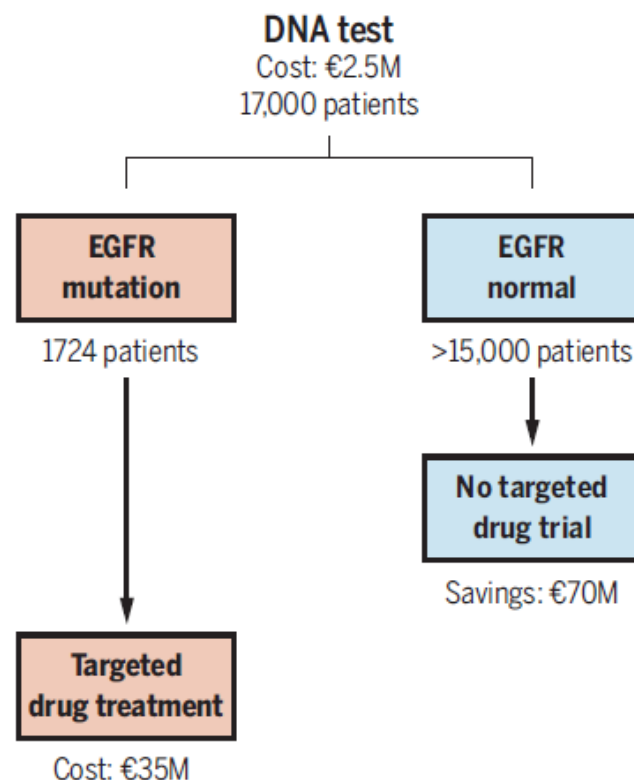 DNA test
Cost: €2.5M
17,000 patients
EGFR
mutation
1724 patients
Targeted
drug treatment
Cost: €35M
EGFR
normal
>15,000 patients
No targeted
drug trial
Savings: €70M